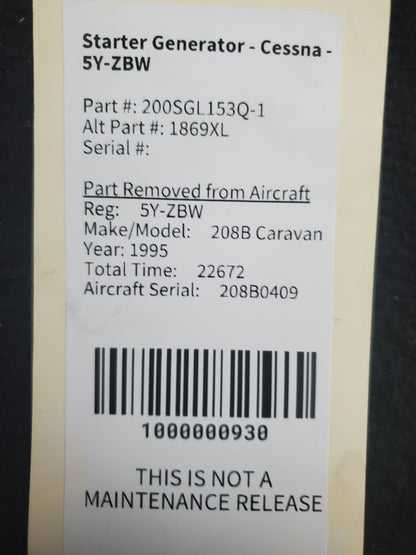 Starter Generator - Cessna -
5Y-ZBW
Part #: 200SGL153Q-1
Alt Part #: 1869XL
Serial #:
Part Removed from Aircraft
Reg: 5Y-ZBW
Make/Model: 208B Caravan
Year: 1995
Total Time: 22672
Aircraft Serial: 208B0409
1000000930
THIS IS NOT A
MAINTENANCE RELEASE